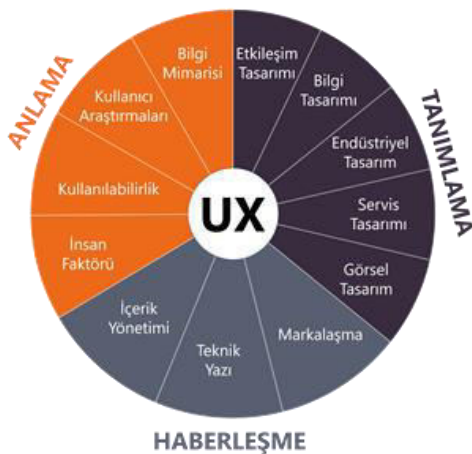 ANLAMA
Bilgi
Mimarisi
Kullanıcı
Araştırmaları
Kullanılabilirlik
İnsan
Faktörü
TANIMLAMA
Etkileşim
Tasarımı
Bilgi
Tasarımı
Endüstriyel
Tasarım
Servis
Tasarımı
Görsel
Tasarım
UX
İçerik
Yönetimi
Teknik
Yazı
Markalaşma
HABERLEŞME